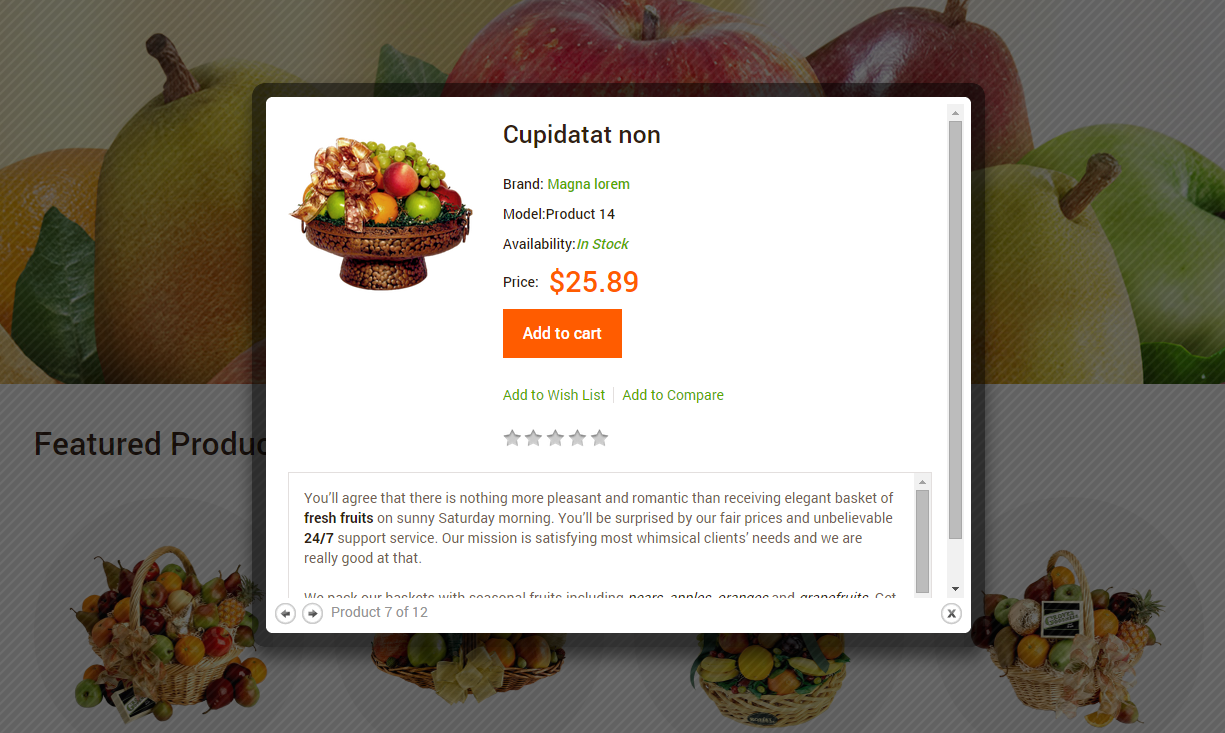 Cupidatat non
Brand: Magna lorem
Model:Product 14
Availability:In Stock
Price: $25.89
Add to cart
Add to Wish List | Add to Compare
Featured Produc
You’ll agree that there is nothing more pleasant and romantic than receiving elegant basket of
fresh fruits on sunny Saturday morning. You’ll be surprised by our fair prices and unbelievable
24/7 support service. Our mission is satisfying most whimsical clients’ needs and we are
really good at that.
We pack our baskets with seasonal fruits including pears, apples, oranges and grapefruits. Get
Product 7 of 12
X